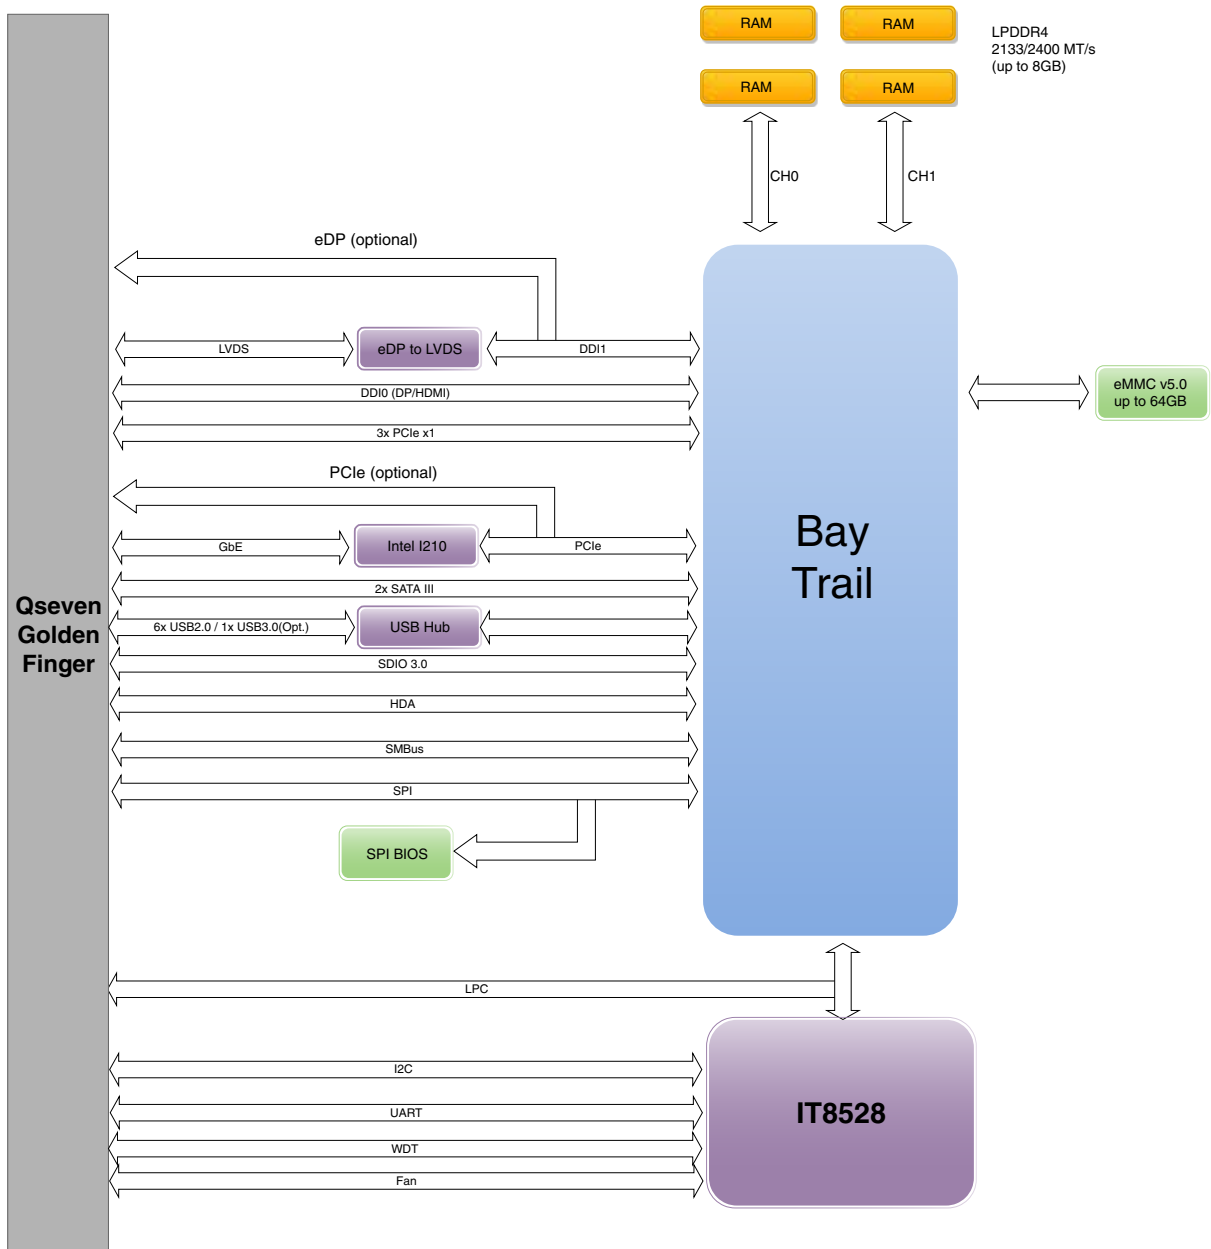 RAM
RAM
LPDDR4
2133/2400 MT/s
(up to 8GB)
RAM
RAM
CH0
CH1
eDP (optional)
LVDS
eDP to LVDS
DDI1
DDI0 (DP/HDMI)
3x PCIe x1
eMMC v5.0
up to 64GB
PCIe (optional)
GbE
Intel I210
PCIe
Bay
Trail
2x SATA III
6x USB2.0 / 1x USB3.0(Opt.)
USB Hub
Qseven
Golden
Finger
SDIO 3.0
HDA
SMBus
SPI
SPI BIOS
LPC
I2C
UART
WDT
Fan
IT8528